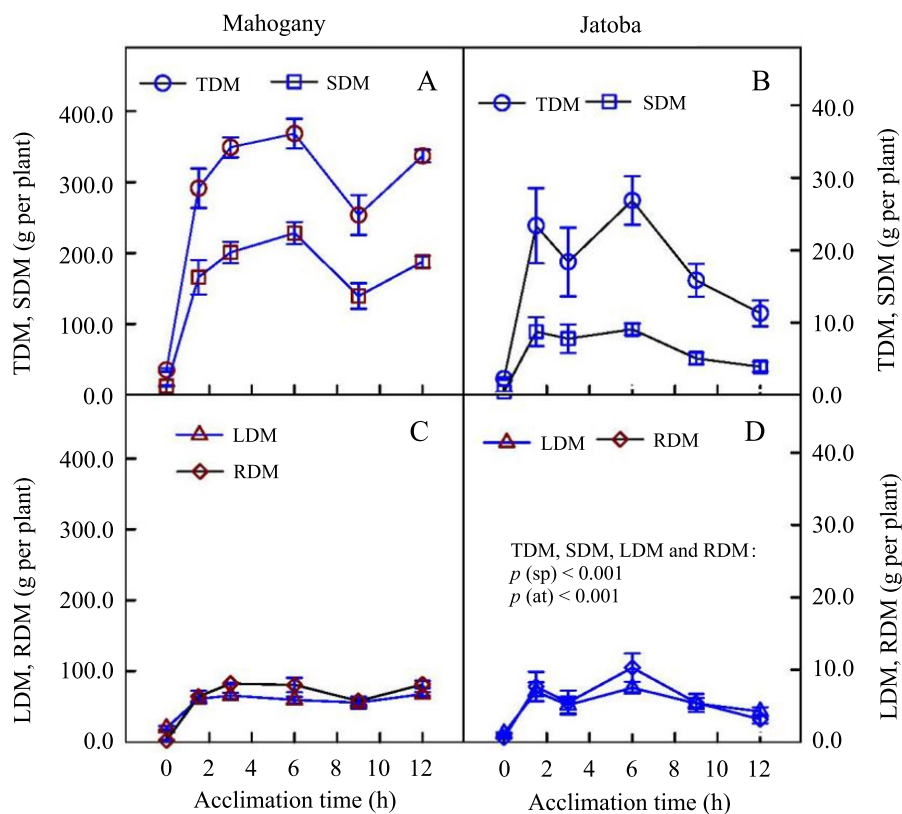 Mahogany
Jatoba
A
TDM
SDM
B
TDM
SDM
400.0
300.0
200.0
100.0
0.0
TDM, SDM (g per plant)
40.0
30.0
20.0
10.0
0.0
TDM, SDM (g per plant)
C
LDM
RDM
D
LDM
RDM
TDM, SDM, LDM and RDM:
p (sp) < 0.001
p (at) < 0.001
400.0
300.0
200.0
100.0
0.0
LDM, RDM (g per plant)
40.0
30.0
20.0
10.0
0.0
LDM, RDM (g per plant)
0 2 4 6 8 10 12
0 2 4 6 8 10 12
Acclimation time (h)
Acclimation time (h)